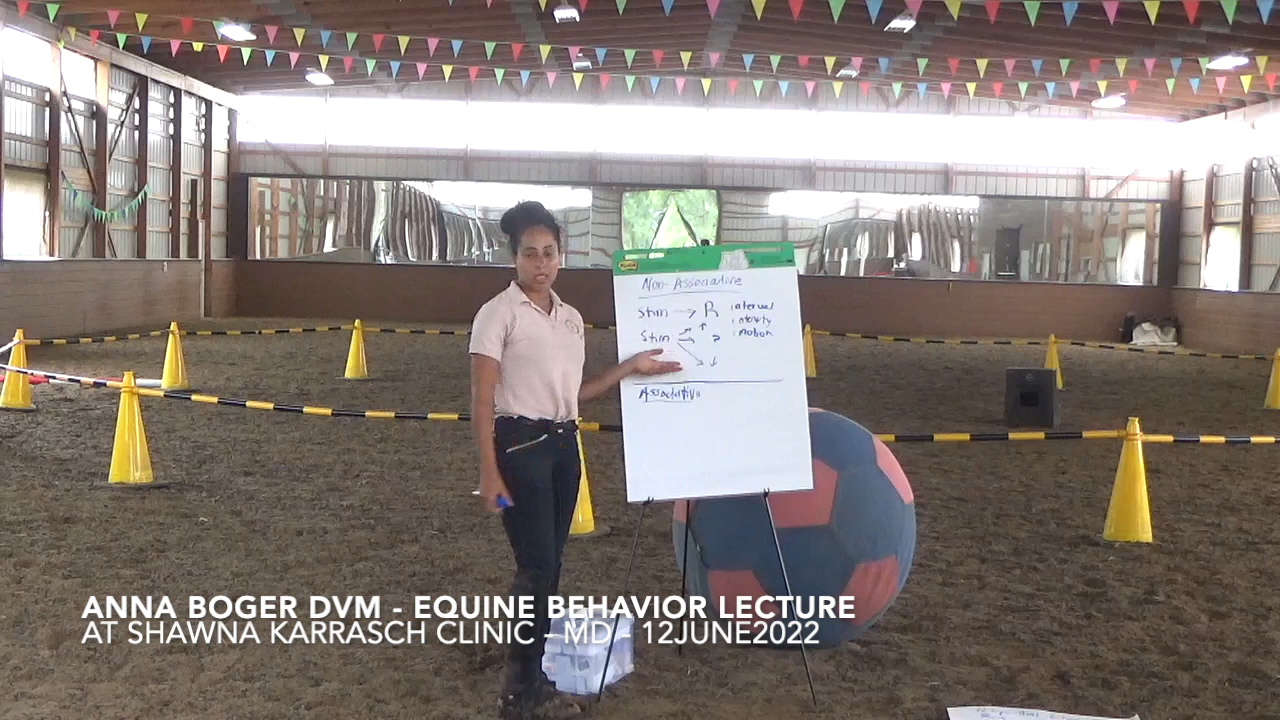 Non-Associative
Stim → R interval
intensity
Stim → ? motion
Associative
ANNA BOGER DVM - EQUINE BEHAVIOR LECTURE
AT SHAWNA KARRASCH CLINIC - MD - 12JUNE2022